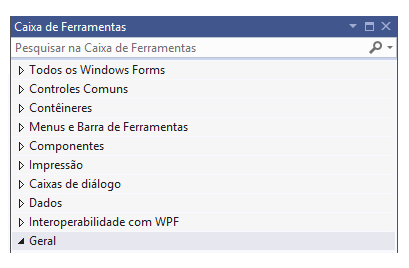 Caixa de Ferramentas
Pesquisar na Caixa de Ferramentas
Todos os Windows Forms
Controles Comuns
Contêineres
Menus e Barra de Ferramentas
Componentes
Impressão
Caixas de diálogo
Dados
Interoperabilidade com WPF
Geral